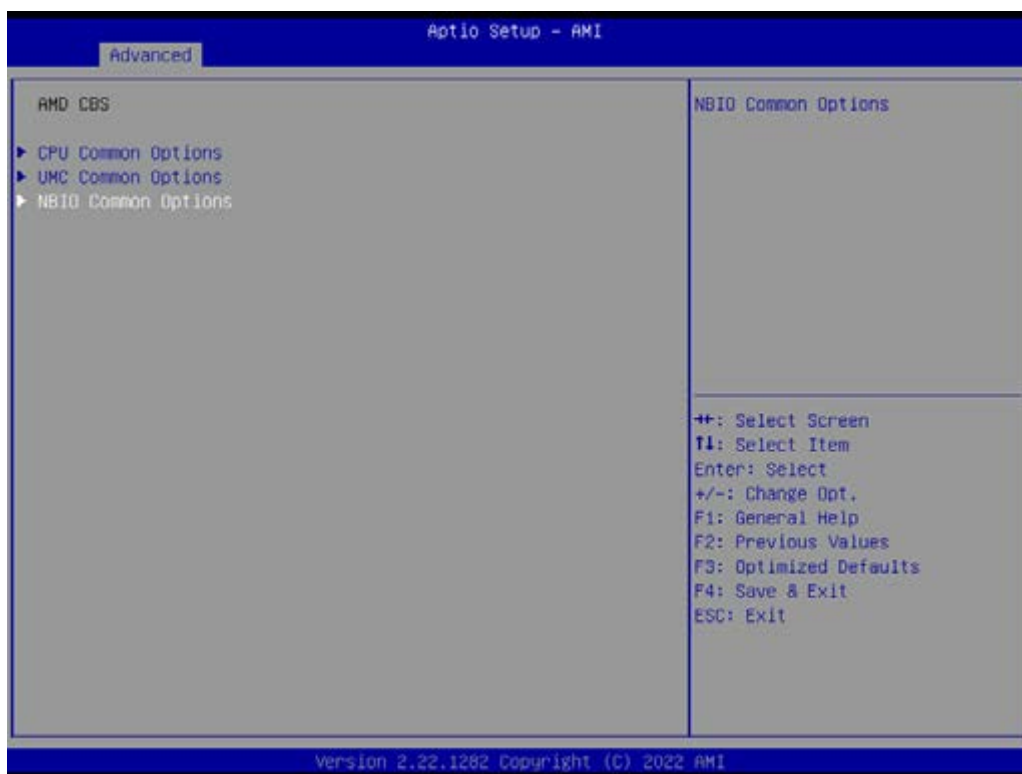 Aptio Setup - AMI
Advanced
AMD CBS
CPU Common Options
UMC Common Options
NBIO Common Options
NBIO Common Options
→←: Select Screen
↑↓: Select Item
Enter: Select
+/-: Change Opt.
F1: General Help
F2: Previous Values
F3: Optimized Defaults
F4: Save & Exit
ESC: Exit
Version 2.22.1282 Copyright (C) 2022 AMI